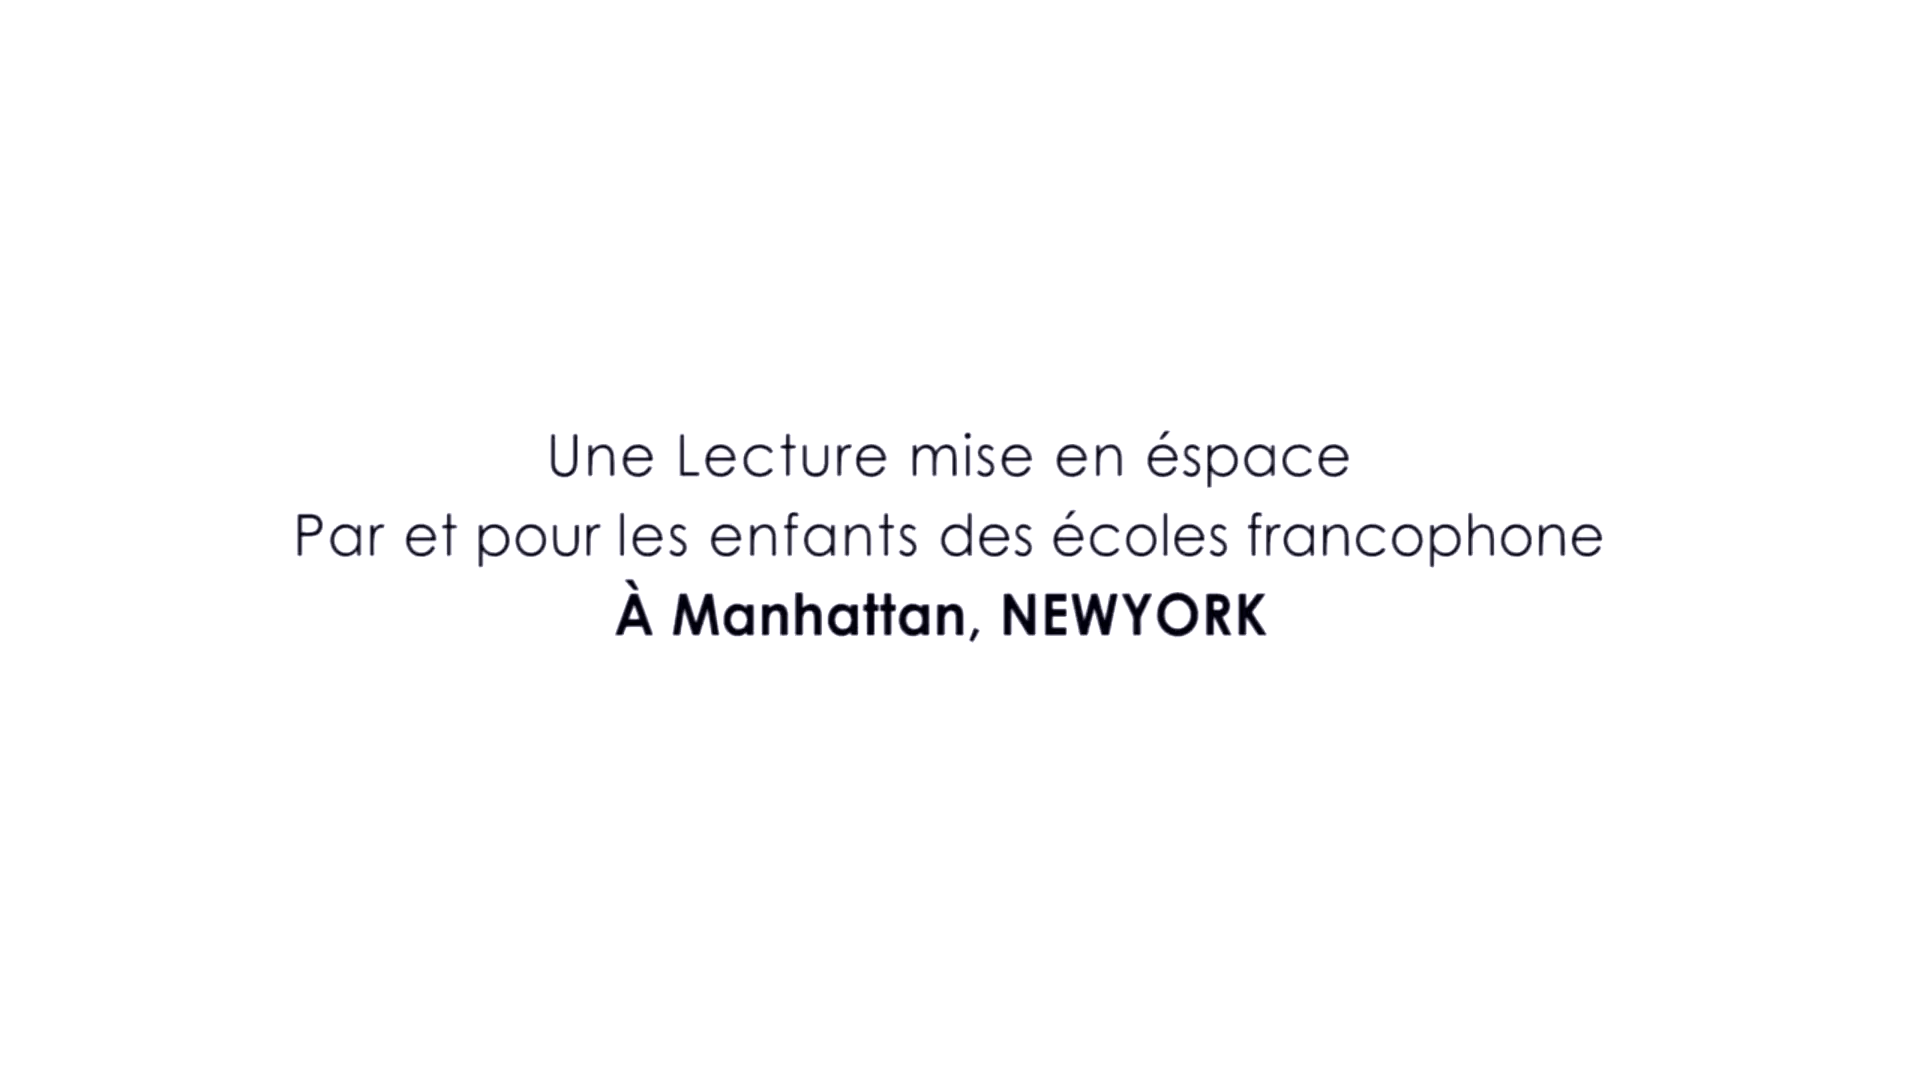 Une Lecture mise en éspace
Par et pour les enfants des écoles francophone
À Manhattan, NEWYORK